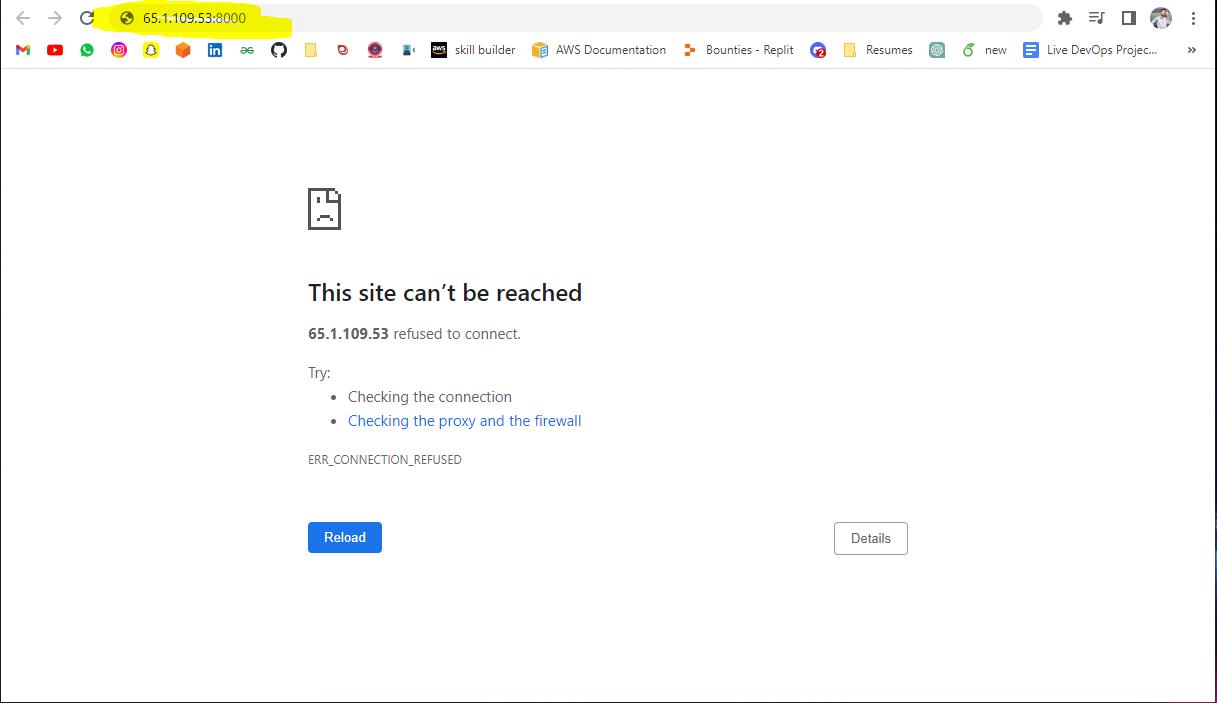 65.1.109.53:8000
aws skill builder AWS Documentation Bounties - Replit 2 Resumes new Live DevOps Projec... »
This site can’t be reached
65.1.109.53 refused to connect.
Try:
• Checking the connection
• Checking the proxy and the firewall
ERR_CONNECTION_REFUSED
Reload Details